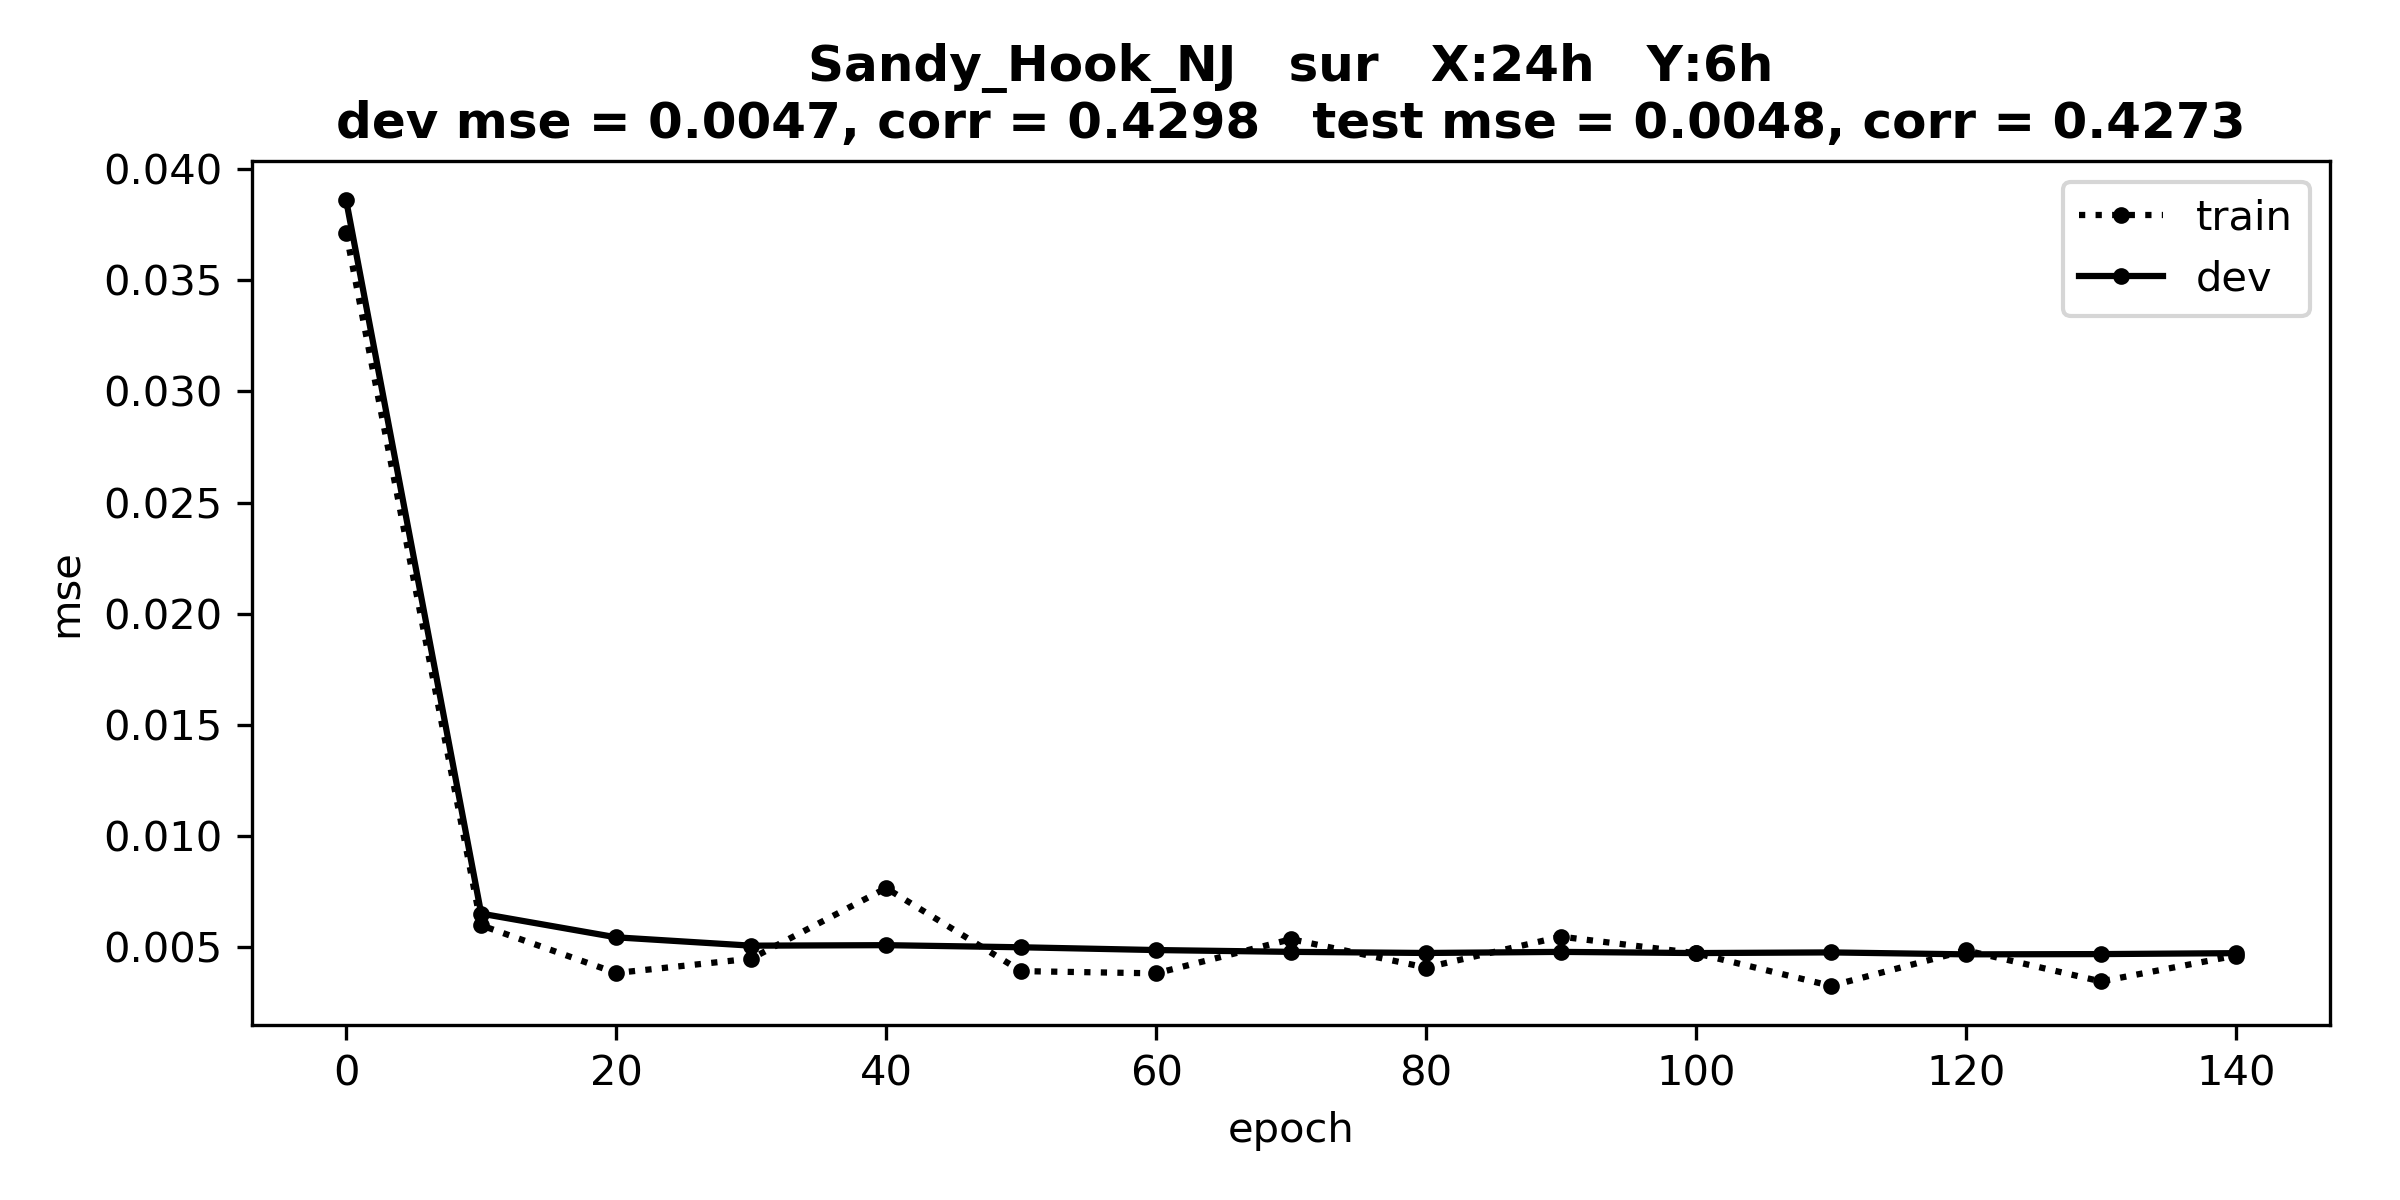 Sandy_Hook_NJ sur X:24h Y:6h
dev mse = 0.0047, corr = 0.4298 test mse = 0.0048, corr = 0.4273
0.040
0.035
0.030
0.025
0.020
0.015
0.010
0.005
mse
train
dev
0 20 40 60 80 100 120 140
epoch